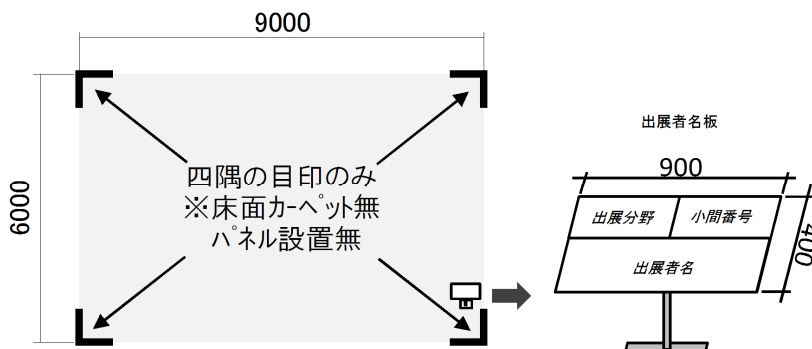 9000
6000
四隅の目印のみ
※床面ｶｰﾍﾟｯﾄ無
ﾊﾟﾈﾙ設置無
出展者名板
900
400
出展分野
小間番号
出展者名